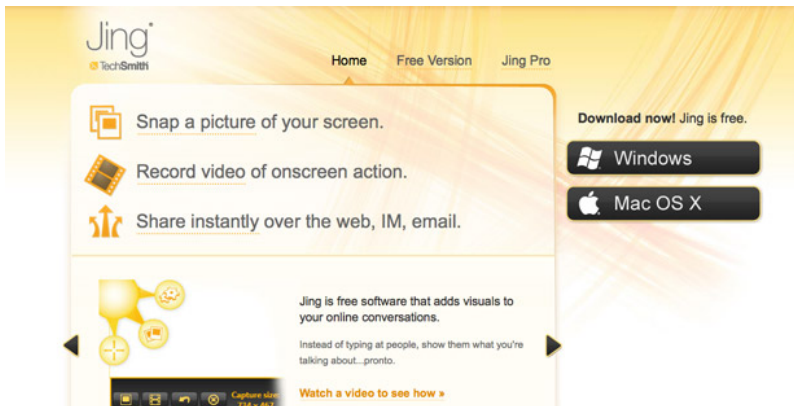 Jing
TechSmith
Home Free Version Jing Pro
Snap a picture of your screen.
Record video of onscreen action.
Share instantly over the web, IM, email.
Download now! Jing is free.
Windows
Mac OS X
Jing is free software that adds visuals to
your online conversations.
Instead of typing at people, show them what you're
talking about...pronto.
Watch a video to see how »
Capture size
734 x 467